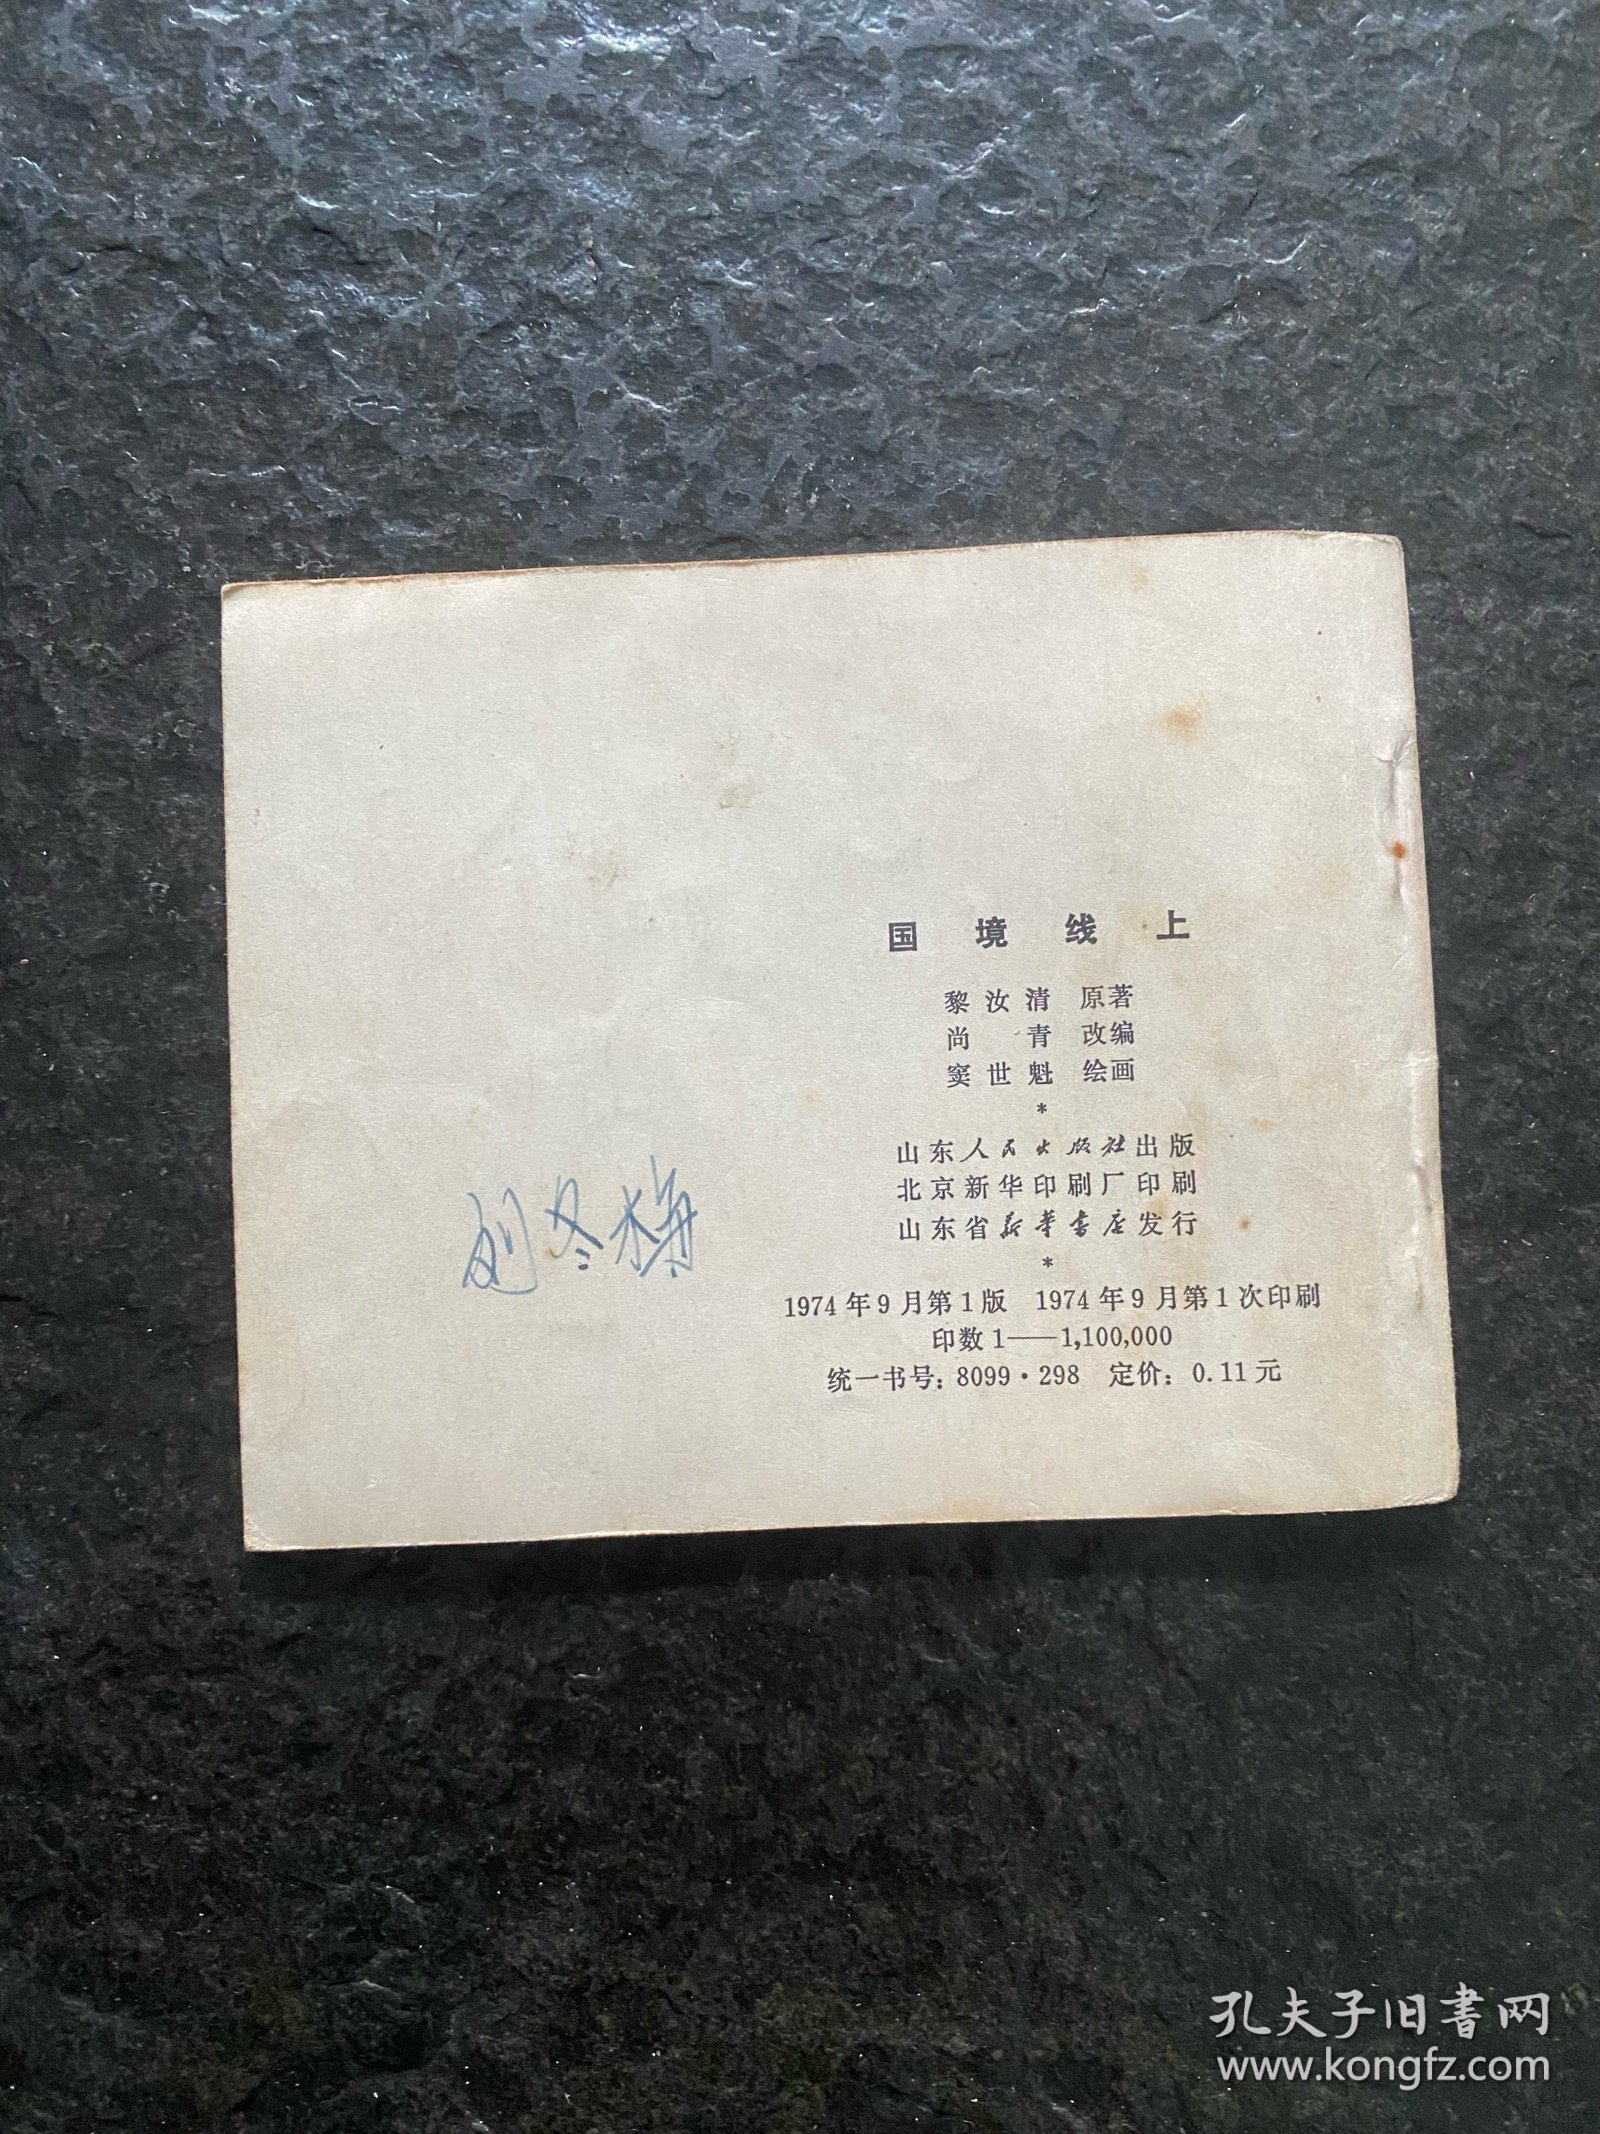 国境线上
黎汝清 原著
尚青 改编
窦世魁 绘画
*
山东人民出版社出版
北京新华印刷厂印刷
山东省新华书店发行
*
1974年9月第1版 1974年9月第1次印刷
印数1——1,100,000
统一书号：8099·298 定价：0.11元
刘冬梅
孔夫子旧书网
www.kongfz.com